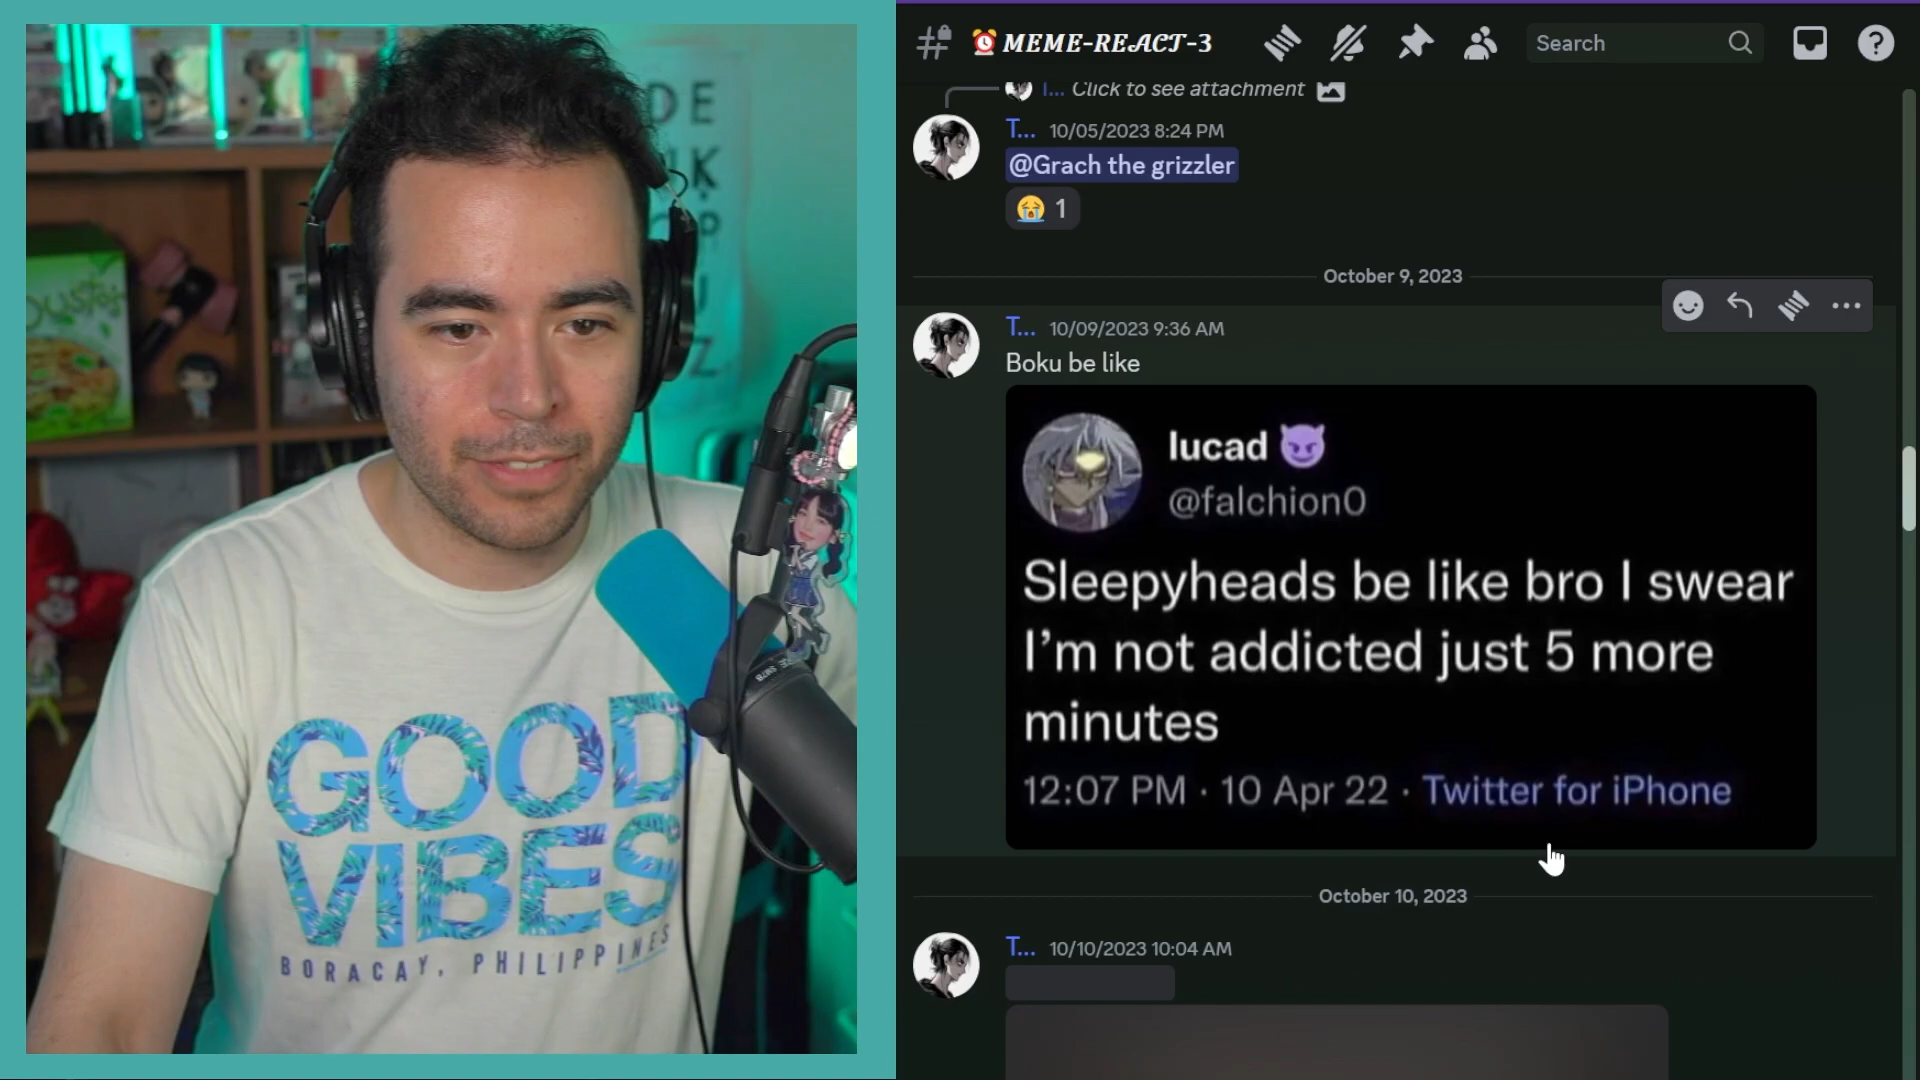 GOOD
VIBES
BORACAY, PHILIPPINES
MEME-REACT-3
Search
T... Click to see attachment
T... 10/05/2023 8:24 PM
@Grach the grizzler
1
October 9, 2023
T... 10/09/2023 9:36 AM
Boku be like
lucad
@falchion0
Sleepyheads be like bro I swear
I’m not addicted just 5 more
minutes
12:07 PM · 10 Apr 22 · Twitter for iPhone
October 10, 2023
T... 10/10/2023 10:04 AM